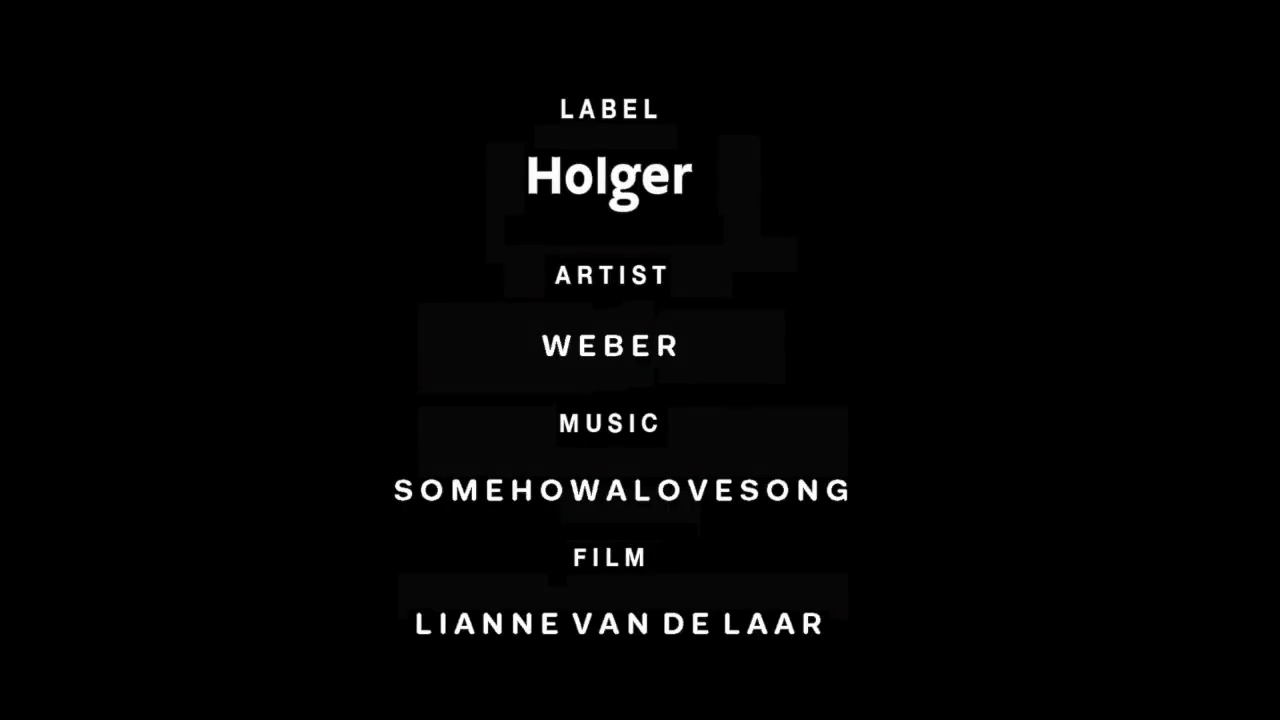 LABEL
Holger
ARTIST
WEBER
MUSIC
SOMEHOWALOVESONG
FILM
LIANNE VAN DE LAAR